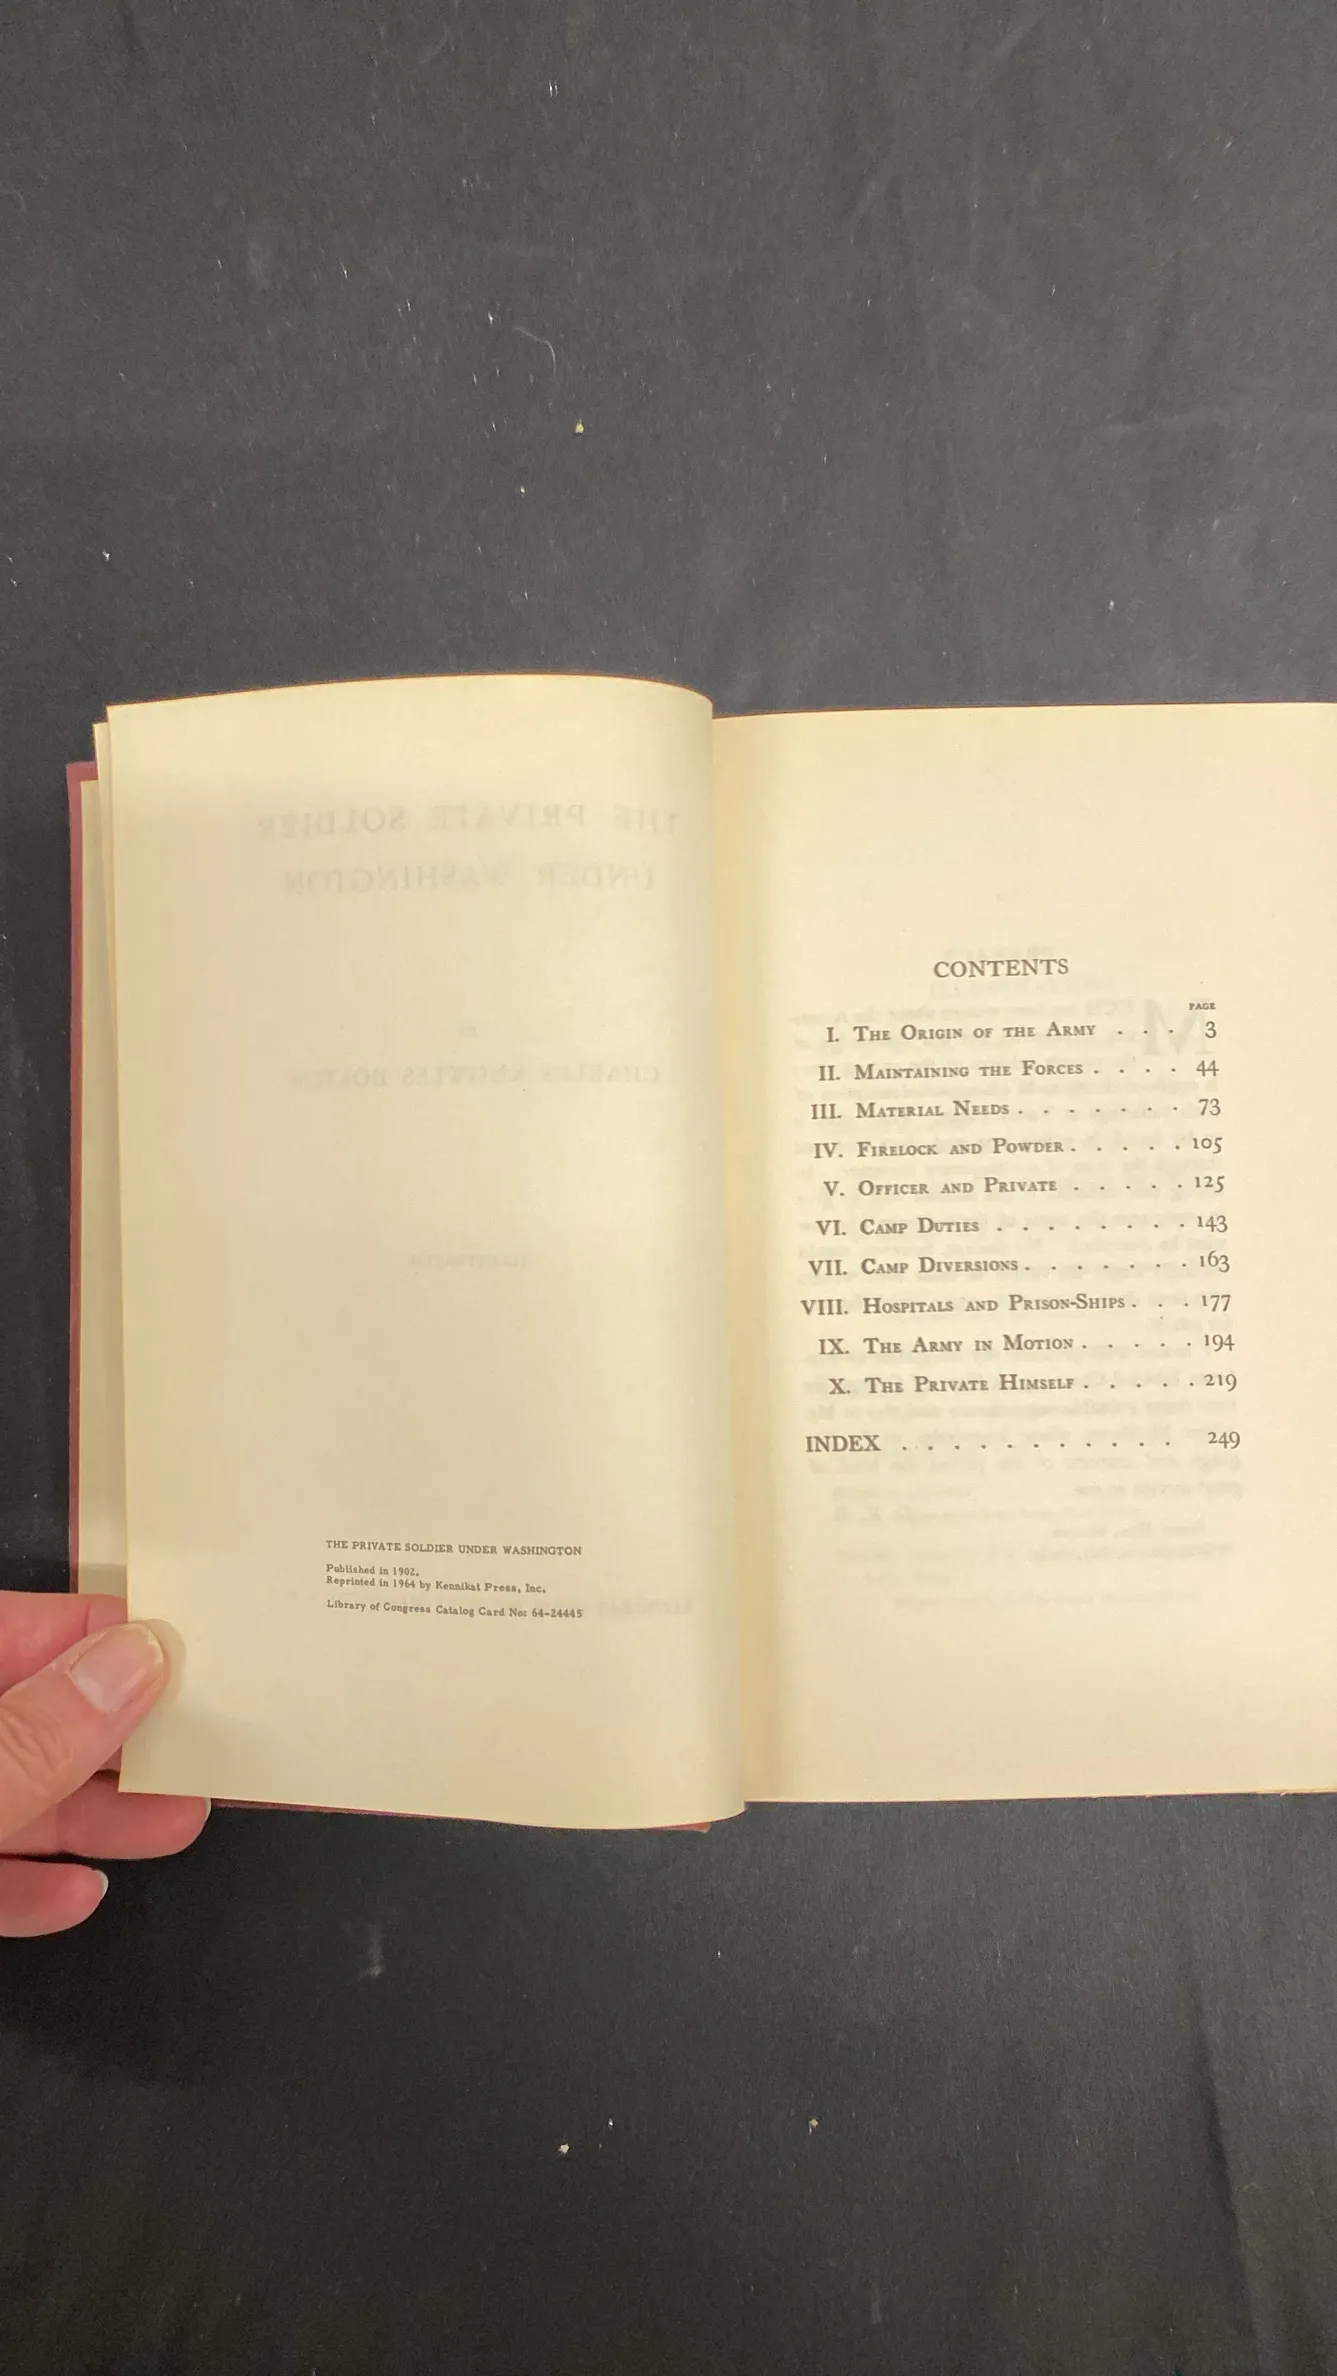 THE PRIVATE SOLDIER UNDER WASHINGTON
Published in 1902.
Reprinted in 1964 by Kennikat Press, Inc.
Library of Congress Catalog Card No: 64-24445
CONTENTS
PAGE
I. THE ORIGIN OF THE ARMY . . . 3
II. MAINTAINING THE FORCES . . . . 44
III. MATERIAL NEEDS . . . . . . . 73
IV. FIRELOCK AND POWDER . . . . . 105
V. OFFICER AND PRIVATE . . . . . 125
VI. CAMP DUTIES . . . . . . . . 143
VII. CAMP DIVERSIONS . . . . . . . 163
VIII. HOSPITALS AND PRISON-SHIPS . . . 177
IX. THE ARMY IN MOTION . . . . . 194
X. THE PRIVATE HIMSELF . . . . . 219
INDEX . . . . . . . . . . . . 249